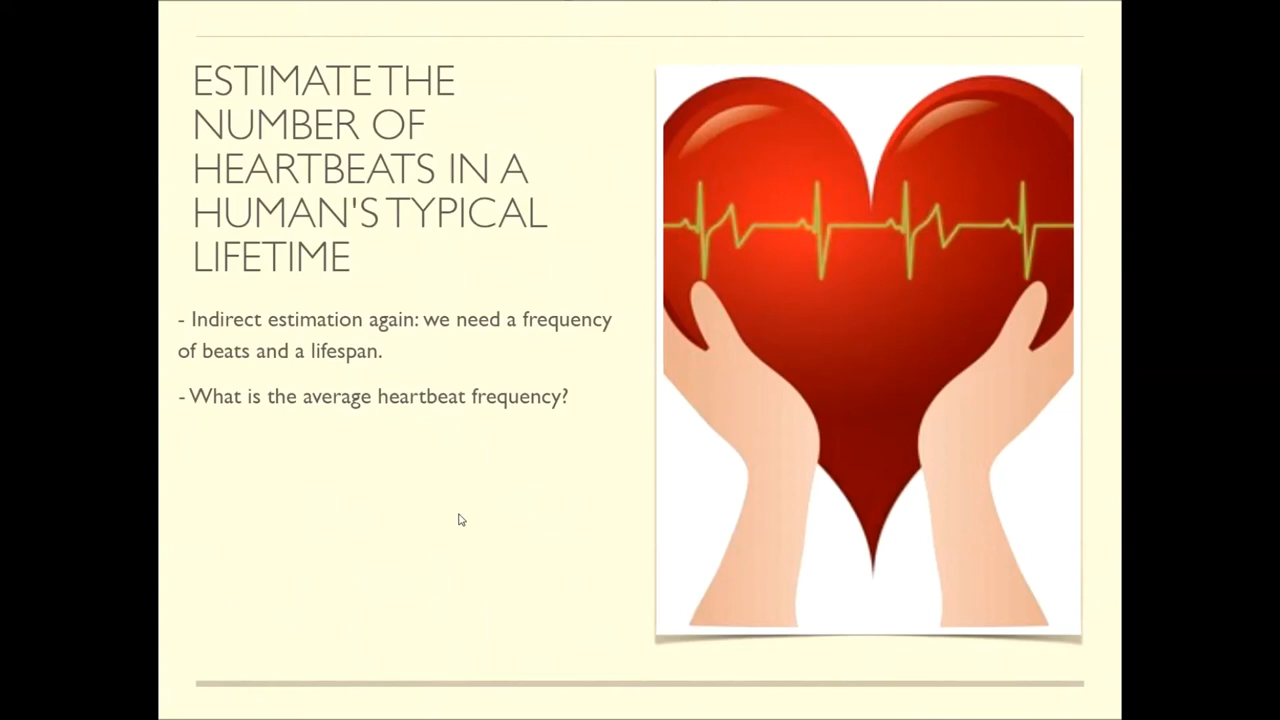 ESTIMATE THE
NUMBER OF
HEARTBEATS IN A
HUMAN'S TYPICAL
LIFETIME
- Indirect estimation again: we need a frequency
of beats and a lifespan.
- What is the average heartbeat frequency?